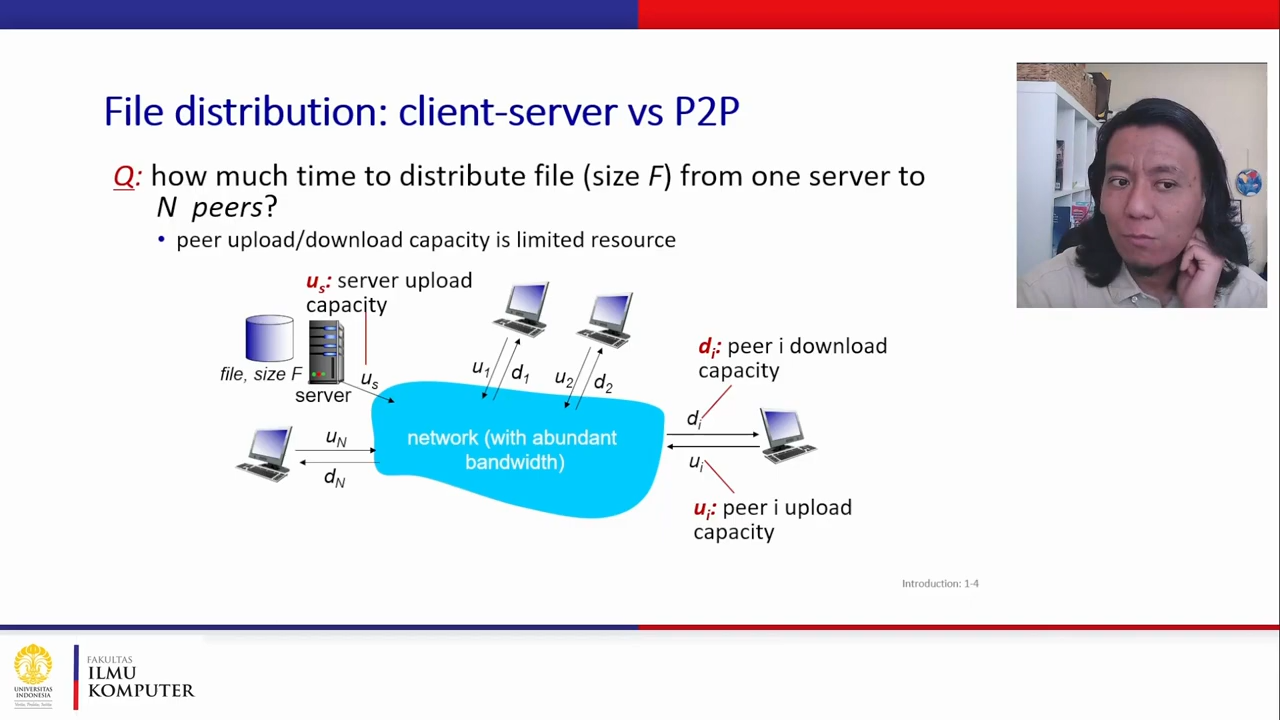 File distribution: client-server vs P2P
Q: how much time to distribute file (size F) from one server to
N peers?
• peer upload/download capacity is limited resource
us: server upload
capacity
file, size F
server
us
u1
d1
u2
d2
di: peer i download
capacity
di
ui
uN
dN
network (with abundant
bandwidth)
ui: peer i upload
capacity
Introduction: 1-4
UNIVERSITAS
INDONESIA
FAKULTAS
ILMU
KOMPUTER